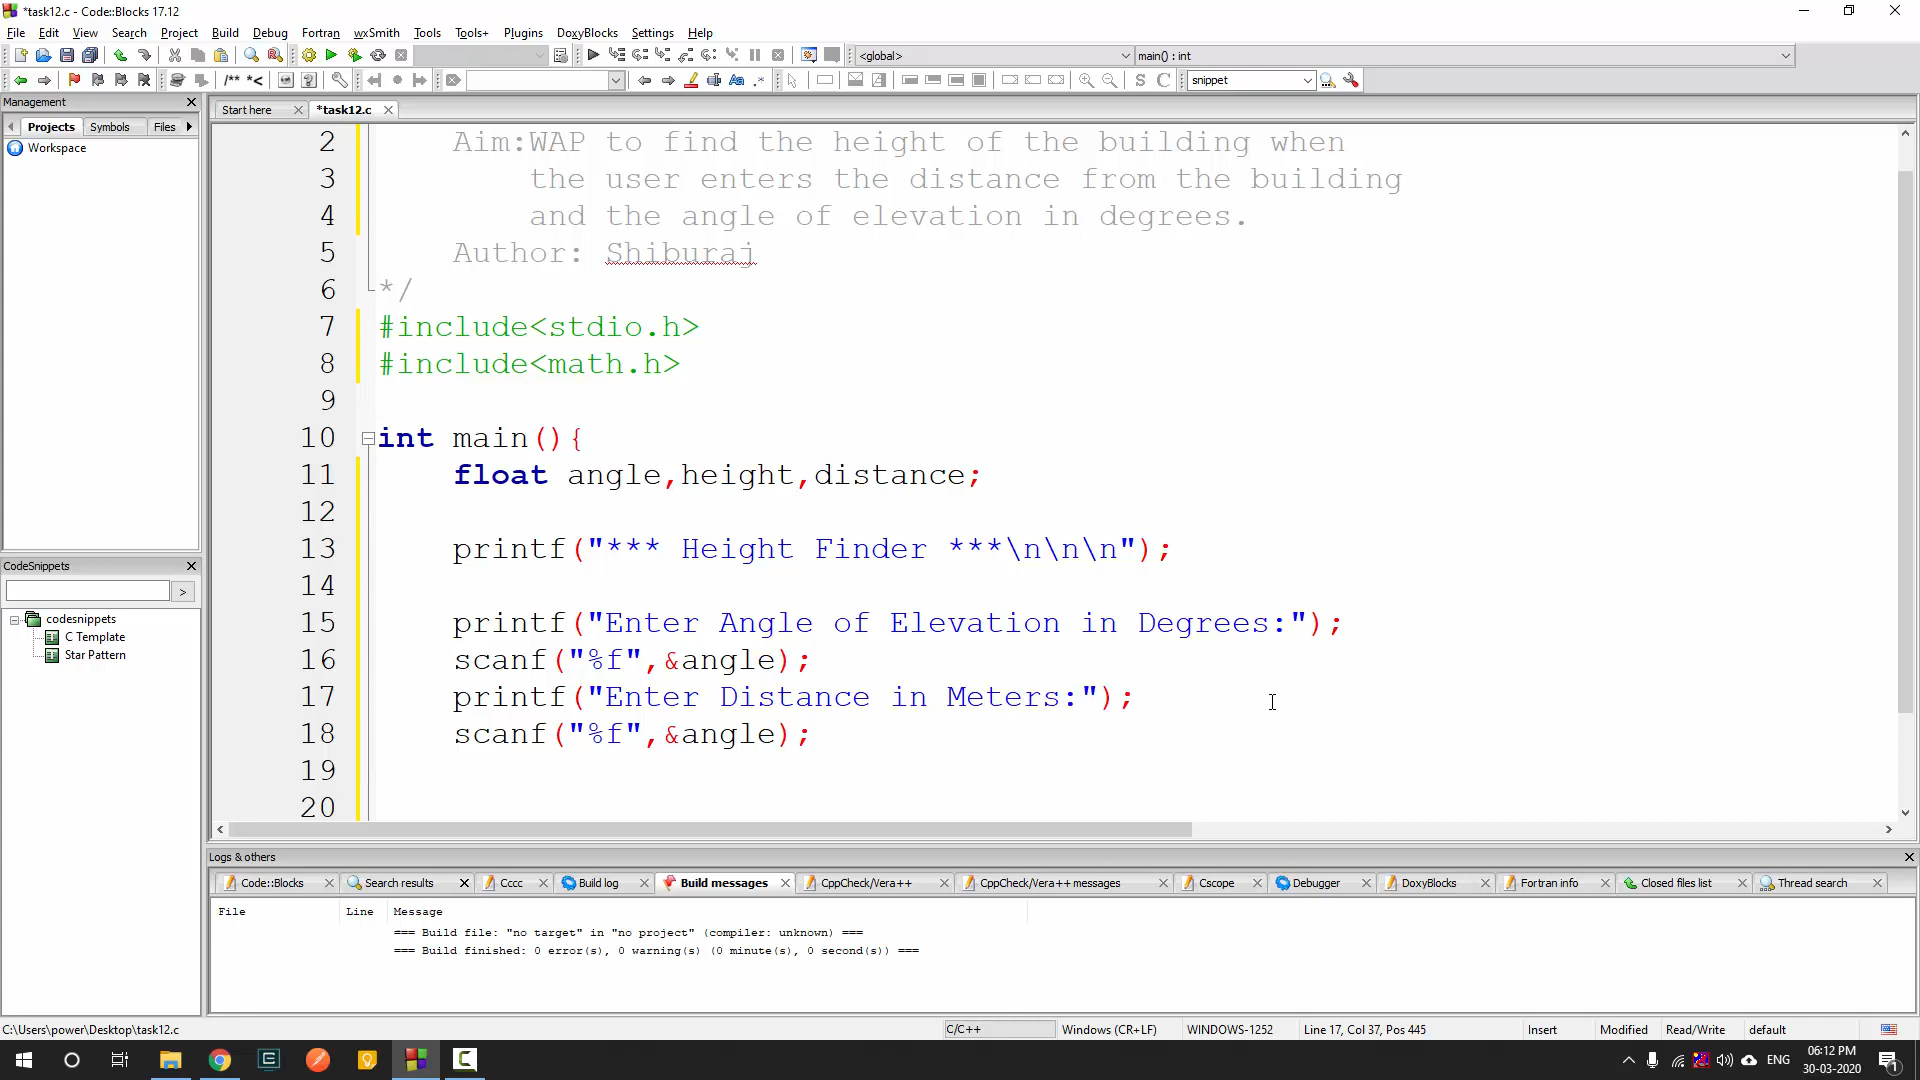 *task12.c - Code::Blocks 17.12
File Edit View Search Project Build Debug Fortran wxSmith Tools Tools+ Plugins DoxyBlocks Settings Help
<global> main() : int
/** *< Aa .* S C snippet
Management
Start here *task12.c
Projects Symbols Files
Workspace
2 Aim:WAP to find the height of the building when
3 the user enters the distance from the building
4 and the angle of elevation in degrees.
5 Author: Shiburaj
6 */
7 #include<stdio.h>
8 #include<math.h>
9
10 int main(){
11 float angle,height,distance;
12
13 printf("*** Height Finder ***\n\n\n");
14
15 printf("Enter Angle of Elevation in Degrees:");
16 scanf("%f",&angle);
17 printf("Enter Distance in Meters:");
18 scanf("%f",&angle);
19
20
CodeSnippets
>
codesnippets
C Template
Star Pattern
Logs & others
Code::Blocks Search results Cccc Build log Build messages CppCheck/Vera++ CppCheck/Vera++ messages Cscope Debugger DoxyBlocks Fortran info Closed files list Thread search
File Line Message
=== Build file: "no target" in "no project" (compiler: unknown) ===
=== Build finished: 0 error(s), 0 warning(s) (0 minute(s), 0 second(s)) ===
C:\Users\power\Desktop\task12.c C/C++ Windows (CR+LF) WINDOWS-1252 Line 17, Col 37, Pos 445 Insert Modified Read/Write default
ENG
06:12 PM
30-03-2020
1